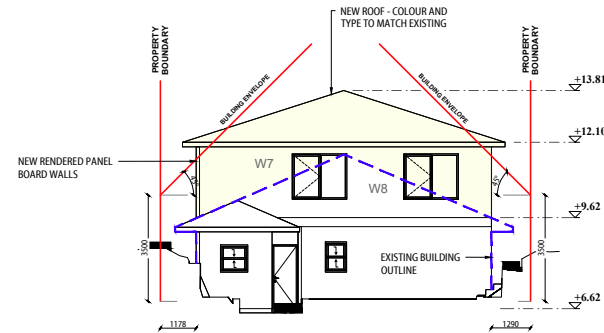 NEW ROOF - COLOUR AND
TYPE TO MATCH EXISTING
PROPERTY
BOUNDARY
PROPERTY
BOUNDARY
BUILDING ENVELOPE
BUILDING ENVELOPE
+13.81
+12.16
NEW RENDERED PANEL
BOARD WALLS
W7
W8
45°
45°
+9.62
3500
3500
EXISTING BUILDING
OUTLINE
+6.62
1178
1290